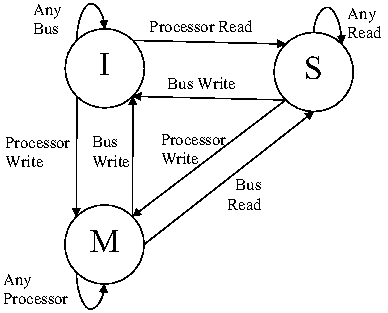 Any
Bus
Processor Read
Any
Read
I
S
Bus Write
Processor
Write
Bus
Write
Processor
Write
Bus
Read
M
Any
Processor